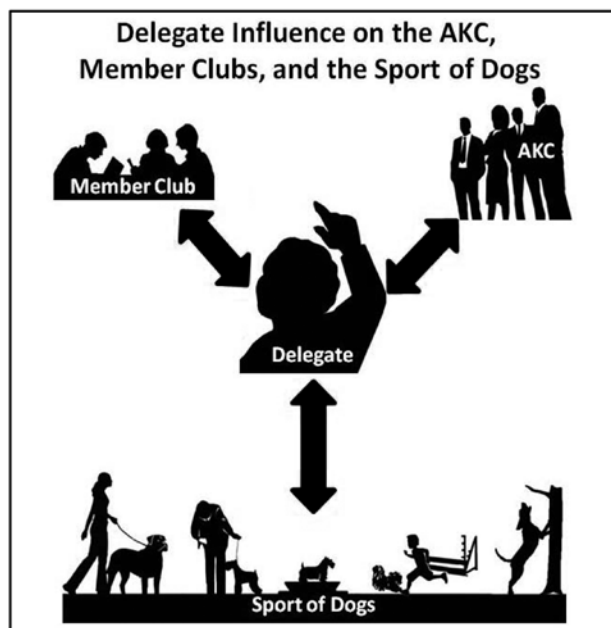 Delegate Influence on the AKC,
Member Clubs, and the Sport of Dogs
Member Club
AKC
Delegate
Sport of Dogs